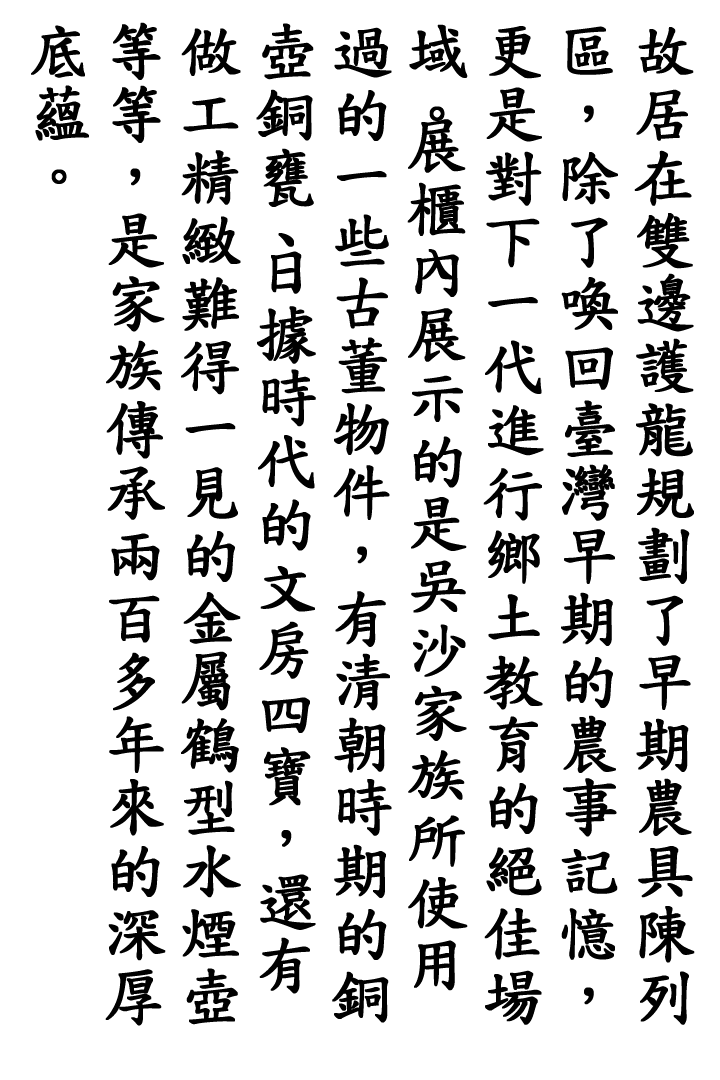 故居在雙邊護龍規劃了早期農具陳列
區，除了喚回臺灣早期的農事記憶，
更是對下一代進行鄉土教育的絕佳場
域。展櫃內展示的是吳沙家族所使用
過的一些古董物件，有清朝時期的銅
壺銅甕、日據時代的文房四寶，還有
做工精緻難得一見的金屬鶴型水煙壺
等等，是家族傳承兩百多年來的深厚
底蘊。